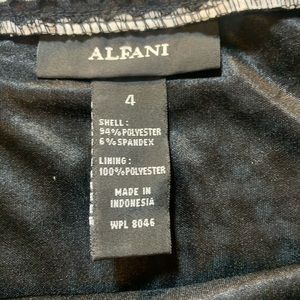 ALFANI
4
SHELL:
94% POLYESTER
6% SPANDEX
LINING:
100% POLYESTER
MADE IN
INDONESIA
WPL 8046